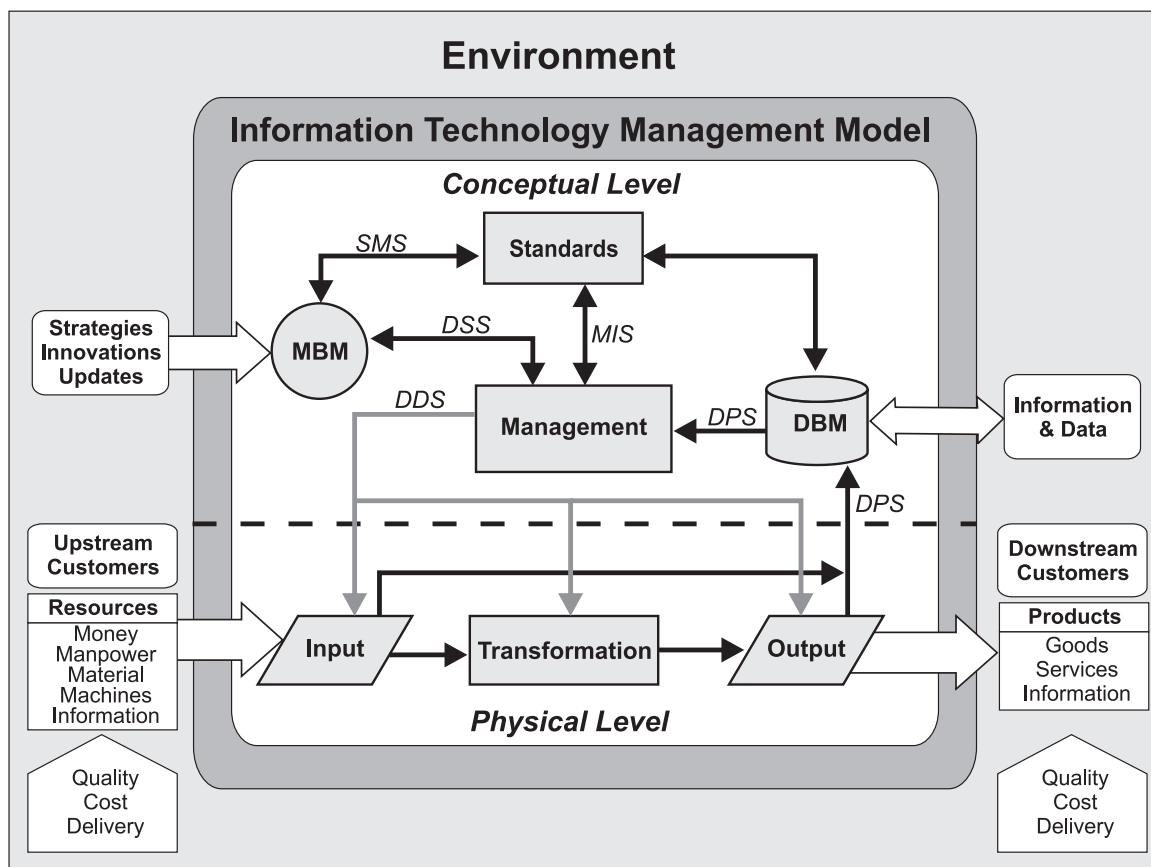 Environment
Information Technology Management Model
Conceptual Level
SMS
Standards
Strategies
Innovations
Updates
MBM
DSS
MIS
DDS
Management
DPS
DBM
Information
& Data
DPS
Upstream
Customers
Downstream
Customers
Resources
Money
Manpower
Material
Machines
Information
Input
Transformation
Output
Products
Goods
Services
Information
Physical Level
Quality
Cost
Delivery
Quality
Cost
Delivery